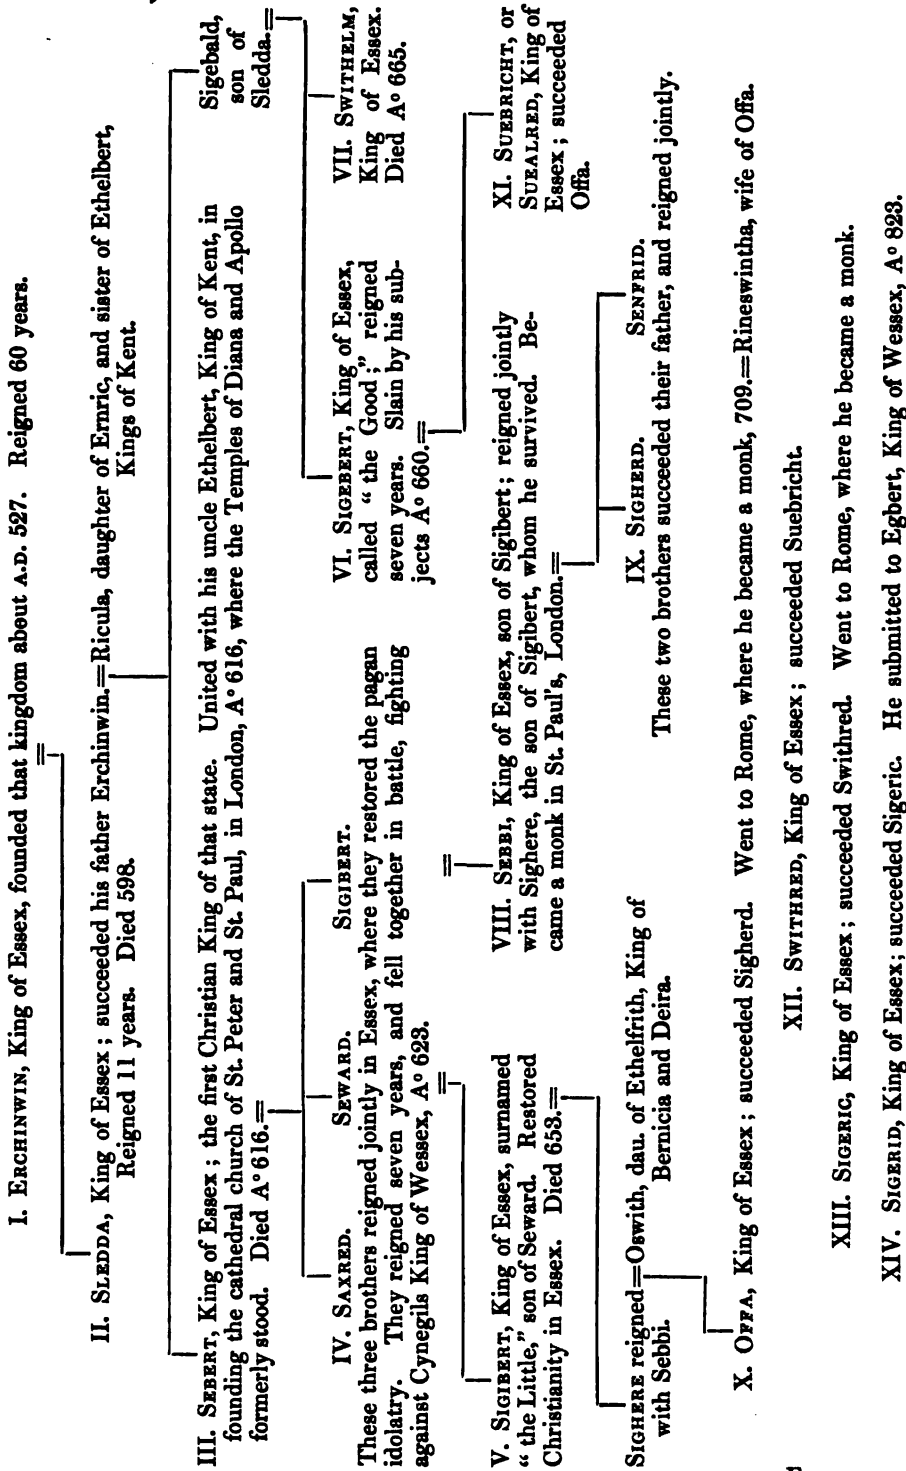 I. ERCHINWIN, King of Essex, founded that kingdom about A.D. 527. Reigned 60 years.
II. SLEDDA, King of Essex; succeeded his father Erchinwin.=Ricula, daughter of Ernric, and sister of Ethelbert,
Reigned 11 years. Died 598.
Kings of Kent.
III. SEBERT, King of Essex; the first Christian King of that state. United with his uncle Ethelbert, King of Kent, in
founding the cathedral church of St. Peter and St. Paul, in London, Aº 616, where the Temples of Diana and Apollo
formerly stood. Died Aº 616.=
Sigebald,
son of
Sledda.=
IV. SAXRED. SEWARD. SIGIBERT.
These three brothers reigned jointly in Essex, where they restored the pagan
idolatry. They reigned seven years, and fell together in battle, fighting
against Cynegils King of Wessex, Aº 623.
=
VI. SIGEBERT, King of Essex,
called “ the Good;” reigned
seven years. Slain by his sub-
jects Aº 660.=
VII. SWITHELM,
King of Essex.
Died Aº 665.
V. SIGIBERT, King of Essex, surnamed
“ the Little,” son of Seward. Restored
Christianity in Essex. Died 653.=
=
VIII. SEBBI, King of Essex, son of Sigibert; reigned jointly
with Sighere, the son of Sigibert, whom he survived. Be-
came a monk in St. Paul's, London.=
XI. SUEBRICHT, or
SUEALRED, King of
Essex; succeeded
Offa.
SIGHERE reigned=Oswith, dau. of Ethelfrith, King of
with Sebbi.
Bernicia and Deira.
IX. SIGHERD. SENFRID.
These two brothers succeeded their father, and reigned jointly.
X. OFFA, King of Essex; succeeded Sigherd. Went to Rome, where he became a monk, 709.=Rineswintha, wife of Offa.
XII. SWITHRED, King of Essex; succeeded Suebricht.
XIII. SIGERIC, King of Essex; succeeded Swithred. Went to Rome, where he became a monk.
XIV. SIGERID, King of Essex; succeeded Sigeric. He submitted to Egbert, King of Wessex, Aº 823.